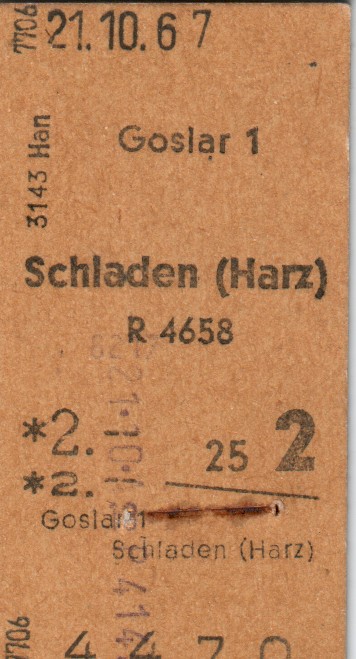 7706
21.10.67
3143 Han
Goslar 1
Schladen (Harz)
R 4658
*2. 25 2
*2.
Goslar 1
Schladen (Harz)
7706
4470